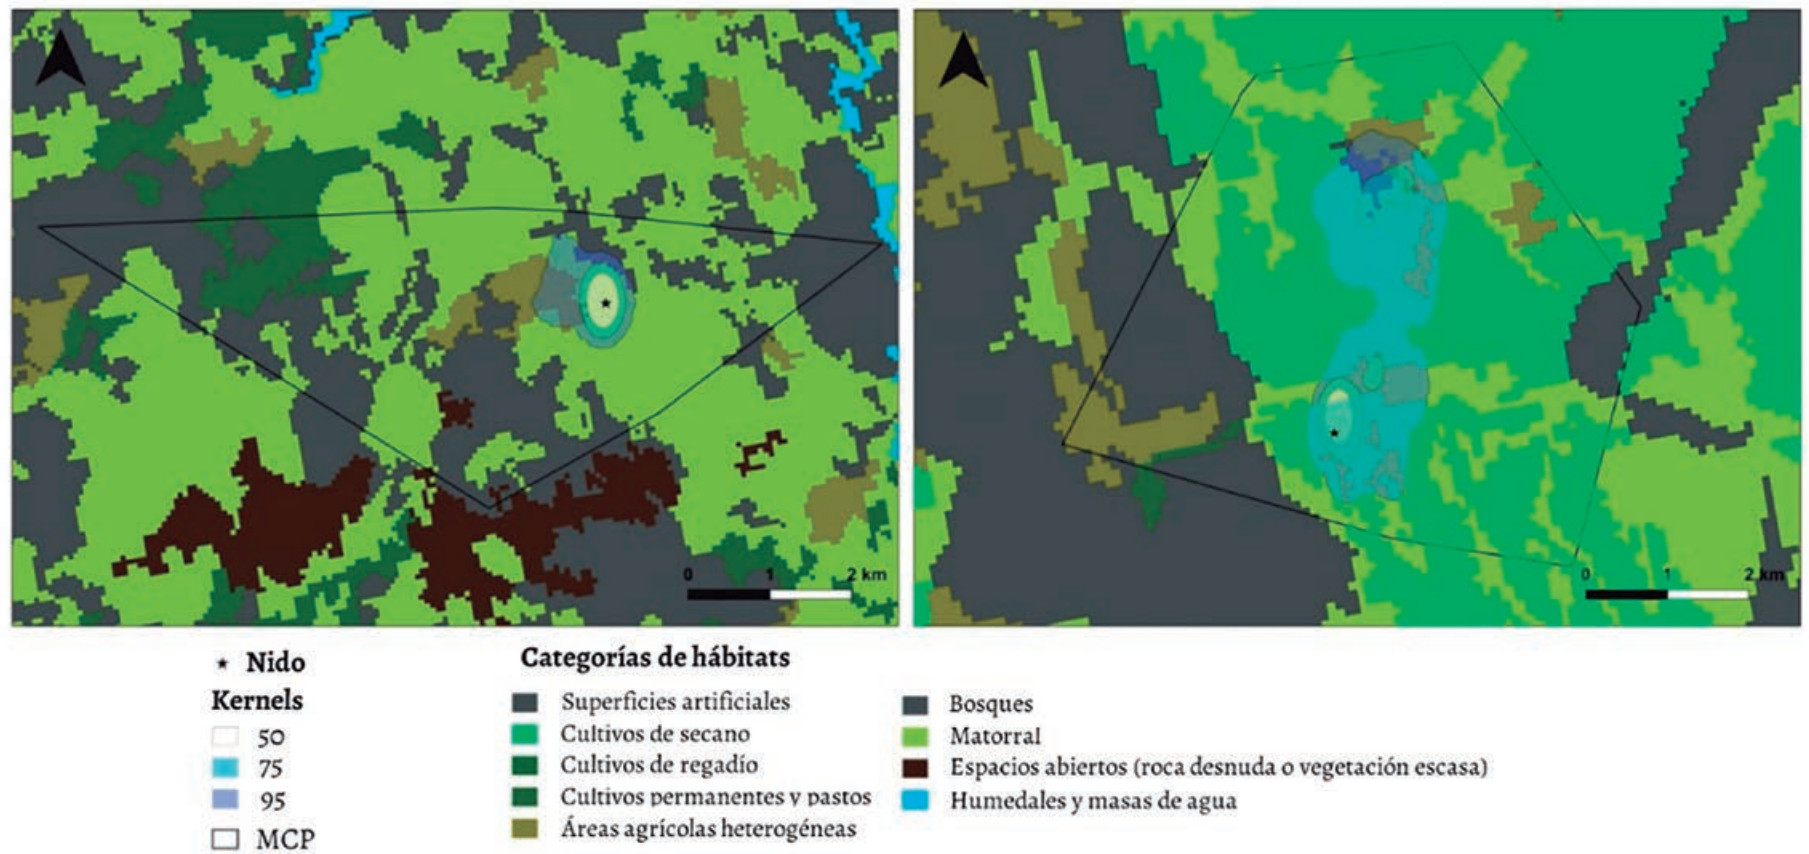 0 1 2 km
0 1 2 km
Nido
Kernels
50
75
95
MCP
Categorías de hábitats
Superficies artificiales
Cultivos de secano
Cultivos de regadío
Cultivos permanentes y pastos
Áreas agrícolas heterogéneas
Bosques
Matorral
Espacios abiertos (roca desnuda o vegetación escasa)
Humedales y masas de agua